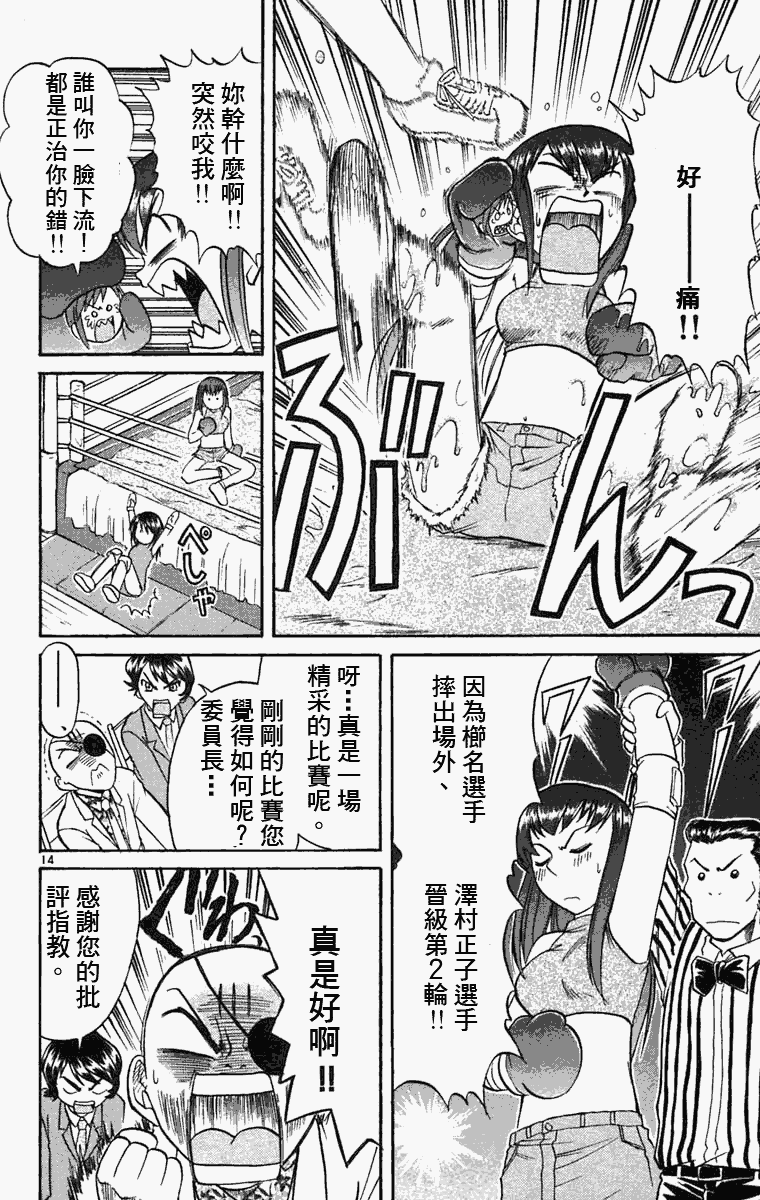 好——痛!!
ぶんっ
妳幹什麼啊!!
突然咬我!!
誰叫你一臉下流！
都是正治你的錯!!
ぺしゃ
因為櫛名選手
摔出場外、
澤村正子選手
晉級第2輪!!
呀…真是一場
精采的比賽呢。
剛剛的比賽您
覺得如何呢？
委員長…
——
14
真是好啊!!
ぐわっ
感謝您的批
評指教。